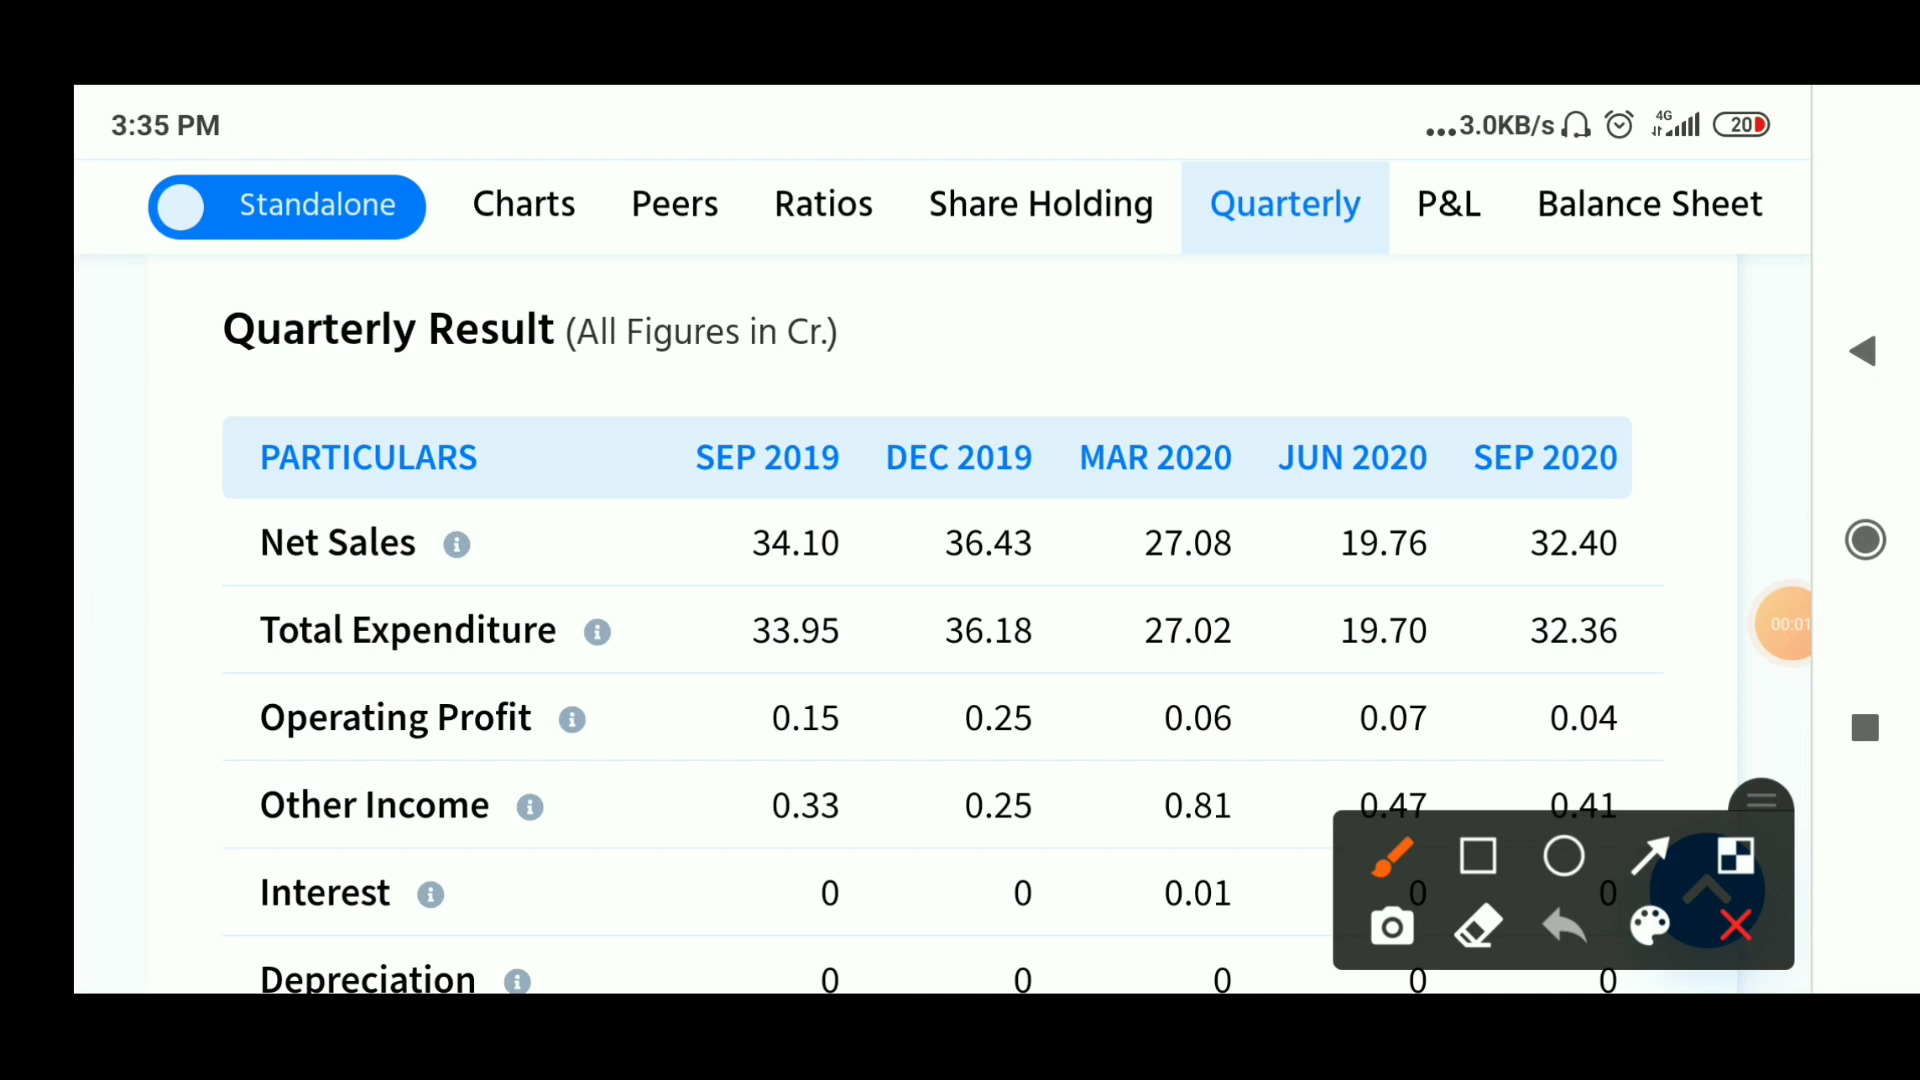 3:35 PM ...3.0KB/s 4G 20
Standalone Charts Peers Ratios Share Holding Quarterly P&L Balance Sheet
Quarterly Result (All Figures in Cr.)
PARTICULARS SEP 2019 DEC 2019 MAR 2020 JUN 2020 SEP 2020
Net Sales 34.10 36.43 27.08 19.76 32.40
Total Expenditure 33.95 36.18 27.02 19.70 32.36
00:01
Operating Profit 0.15 0.25 0.06 0.07 0.04
Other Income 0.33 0.25 0.81 0.47 0.41
Interest 0 0 0.01 0 0
Depreciation 0 0 0 0 0